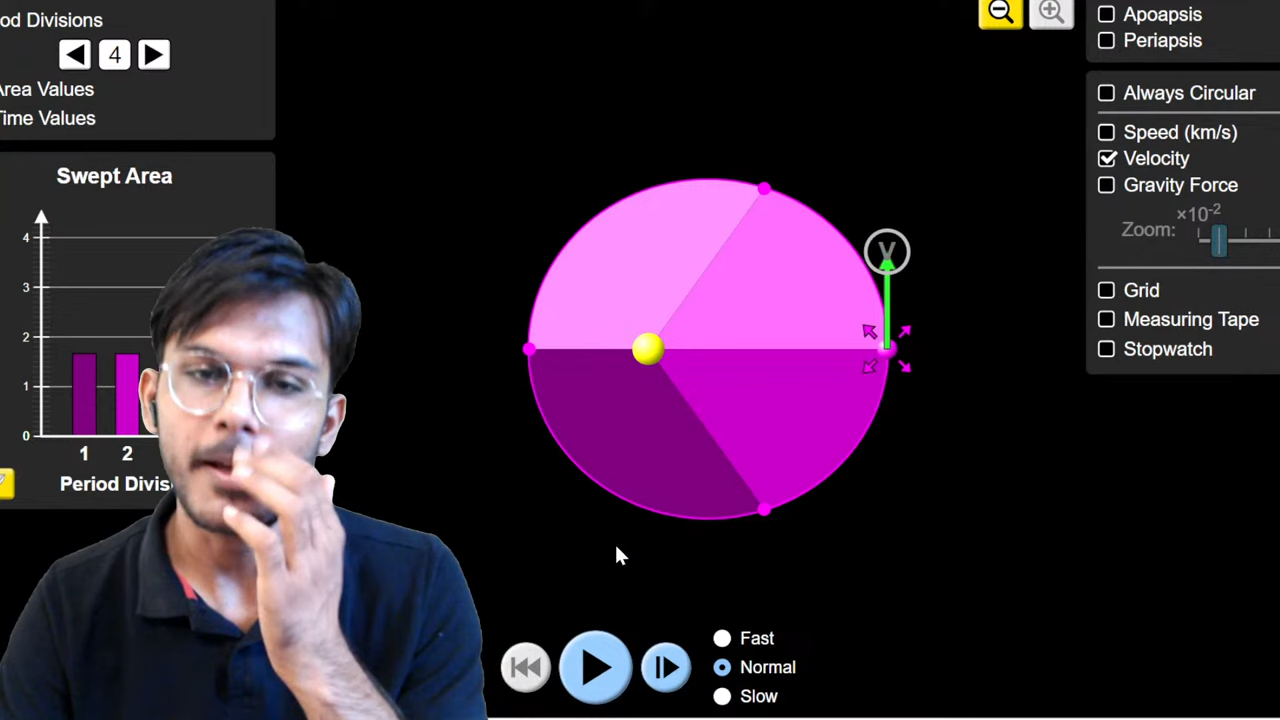 od Divisions
4
Area Values
Time Values
Swept Area
4
3
2
1
0
1 2
Period Divis
V
Apoapsis
Periapsis
Always Circular
Speed (km/s)
Velocity
Gravity Force
×10-2
Zoom:
Grid
Measuring Tape
Stopwatch
Fast
Normal
Slow